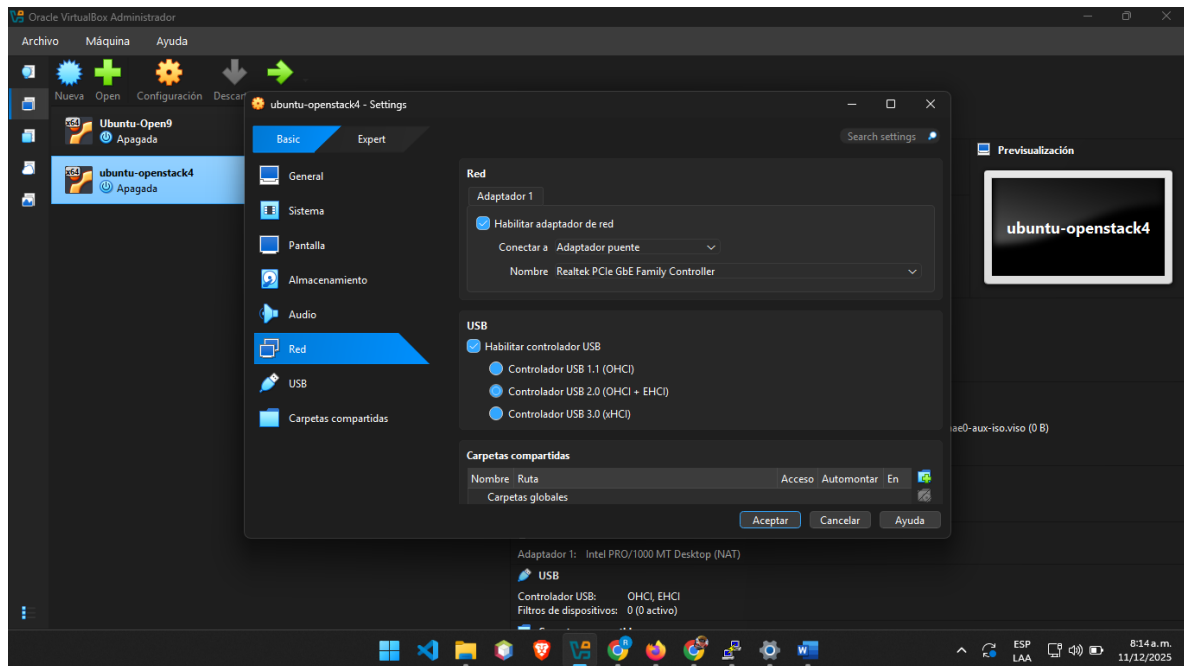 Oracle VirtualBox Administrador
Archivo Máquina Ayuda
Nueva Open Configuración Descar
Ubuntu-Open9
Apagada
ubuntu-openstack4
Apagada
ubuntu-openstack4 - Settings
Basic Expert
Search settings
General
Sistema
Pantalla
Almacenamiento
Audio
Red
USB
Carpetas compartidas
Red
Adaptador 1
Habilitar adaptador de red
Conectar a Adaptador puente
Nombre Realtek PCIe GbE Family Controller
USB
Habilitar controlador USB
Controlador USB 1.1 (OHCI)
Controlador USB 2.0 (OHCI + EHCI)
Controlador USB 3.0 (xHCI)
Carpetas compartidas
Nombre Ruta Acceso Automontar En
Carpetas globales
Aceptar Cancelar Ayuda
Previsualización
ubuntu-openstack4
ae0-aux-iso.viso (0 B)
Adaptador 1: Intel PRO/1000 MT Desktop (NAT)
USB
Controlador USB: OHCI, EHCI
Filtros de dispositivos: 0 (0 activo)
ESP
LAA
8:14 a. m.
11/12/2025